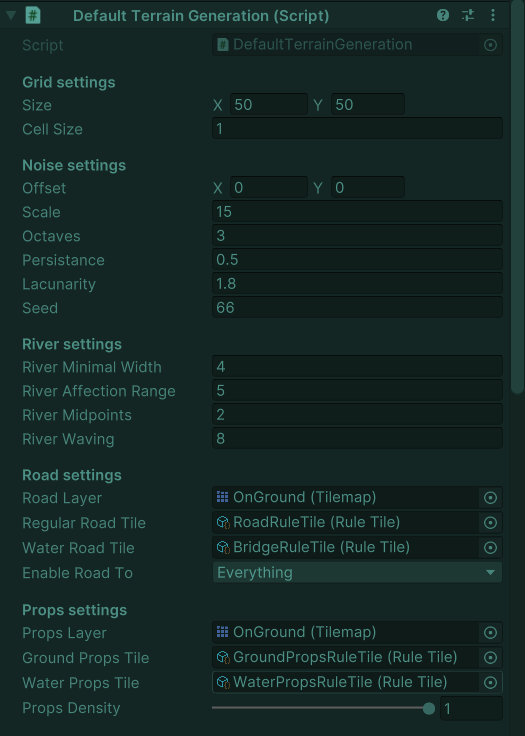 Default Terrain Generation (Script)
Script DefaultTerrainGeneration
Grid settings
Size X 50 Y 50
Cell Size 1
Noise settings
Offset X 0 Y 0
Scale 15
Octaves 3
Persistance 0.5
Lacunarity 1.8
Seed 66
River settings
River Minimal Width 4
River Affection Range 5
River Midpoints 2
River Waving 8
Road settings
Road Layer OnGround (Tilemap)
Regular Road Tile RoadRuleTile (Rule Tile)
Water Road Tile BridgeRuleTile (Rule Tile)
Enable Road To Everything
Props settings
Props Layer OnGround (Tilemap)
Ground Props Tile GroundPropsRuleTile (Rule Tile)
Water Props Tile WaterPropsRuleTile (Rule Tile)
Props Density 1